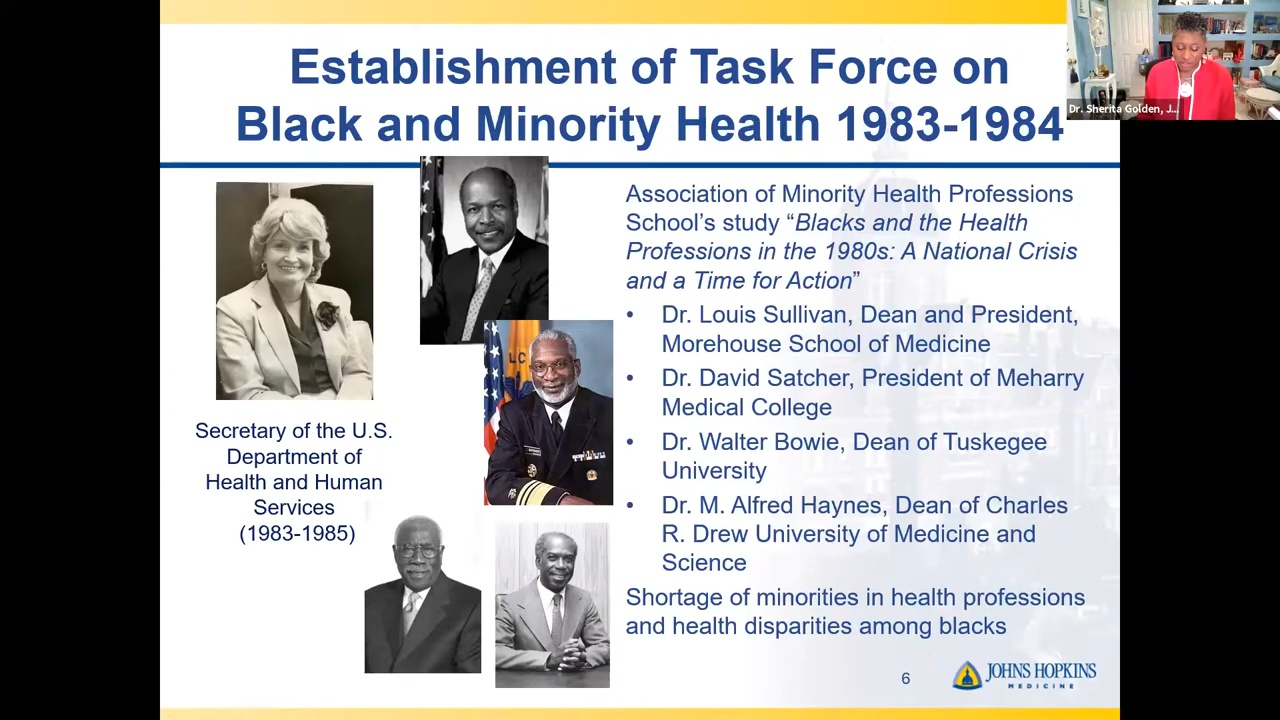 Establishment of Task Force on
Black and Minority Health 1983-1984
Dr. Sherita Golden, J...
Secretary of the U.S.
Department of
Health and Human
Services
(1983-1985)
LC
Association of Minority Health Professions
School's study “Blacks and the Health
Professions in the 1980s: A National Crisis
and a Time for Action”
• Dr. Louis Sullivan, Dean and President,
Morehouse School of Medicine
• Dr. David Satcher, President of Meharry
Medical College
• Dr. Walter Bowie, Dean of Tuskegee
University
• Dr. M. Alfred Haynes, Dean of Charles
R. Drew University of Medicine and
Science
Shortage of minorities in health professions
and health disparities among blacks
6
JOHNS HOPKINS
MEDICINE